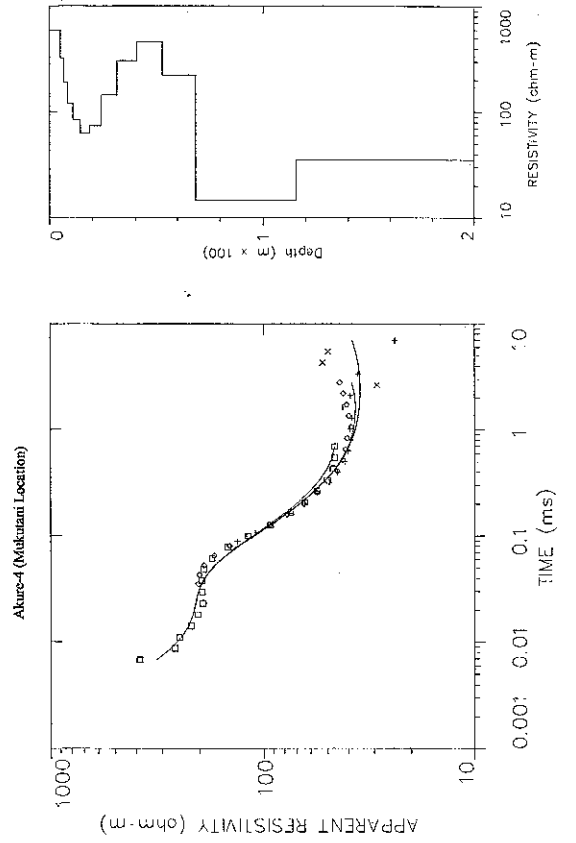 Akurc-4 (Mukutani Location)
APPARENT RESISTIVITY (ohm-m)
1000
100
10
0.001
0.01
0.1
1
10
TIME (ms)
Depth (m × 100)
0
1
2
10
100
1000
RESISTIVITY (ohm-m)